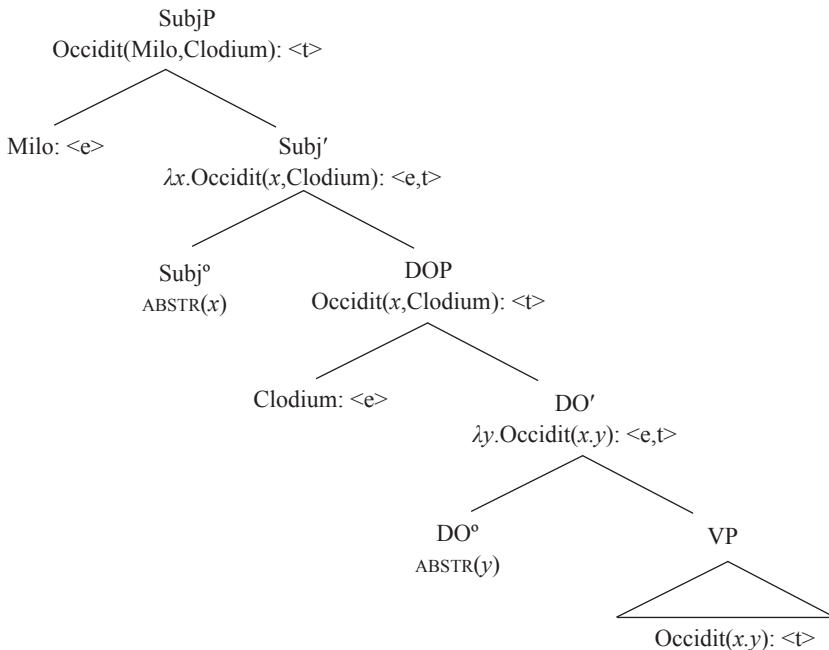 SubjP
Occidit(Milo,Clodium): <t>
Milo: <e>
Subj′
λx.Occidit(x,Clodium): <e,t>
Subjº
ABSTR(x)
DOP
Occidit(x,Clodium): <t>
Clodium: <e>
DO′
λy.Occidit(x.y): <e,t>
DOº
ABSTR(y)
VP
Occidit(x.y): <t>